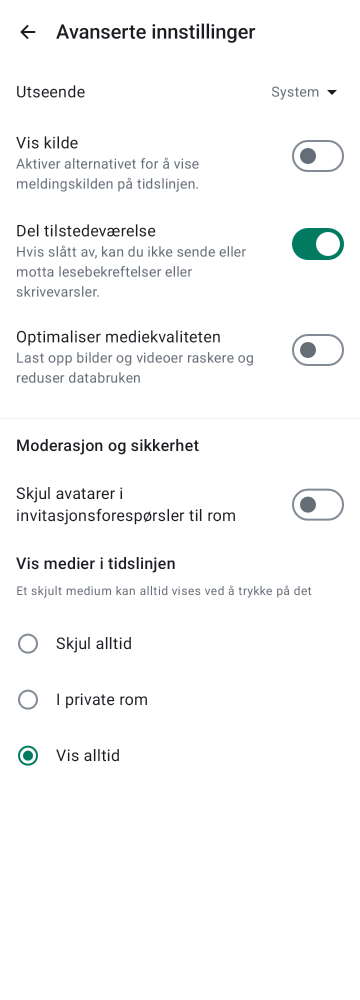 Avanserte innstillinger
Utseende
System
Vis kilde
Aktiver alternativet for å vise
meldingskilden på tidslinjen.
Del tilstedeværelse
Hvis slått av, kan du ikke sende eller
motta lesebekreftelser eller
skrivevarsler.
Optimaliser mediekvaliteten
Last opp bilder og videoer raskere og
reduser databruken
Moderasjon og sikkerhet
Skjul avatarer i
invitasjonsforespørsler til rom
Vis medier i tidslinjen
Et skjult medium kan alltid vises ved å trykke på det
Skjul alltid
I private rom
Vis alltid